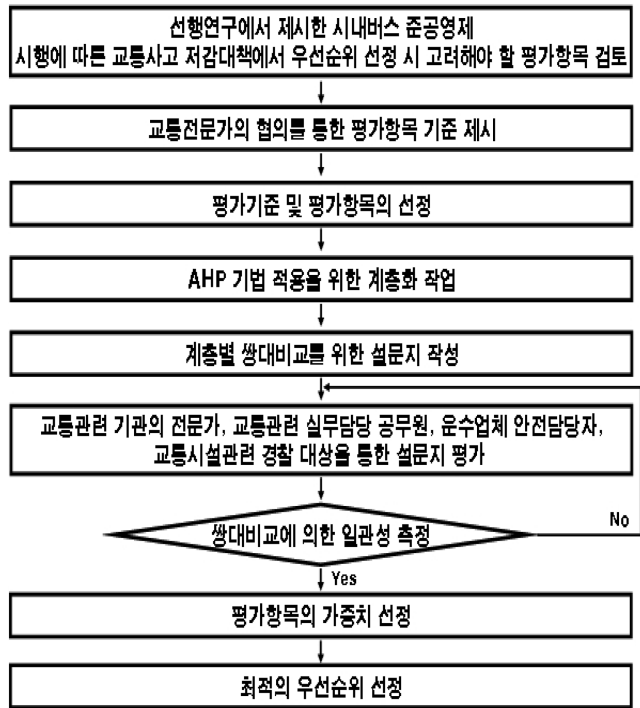 선행연구에서 제시한 시내버스 준공영제
시행에 따른 교통사고 저감대책에서 우선순위 선정 시 고려해야 할 평가항목 검토
교통전문가의 협의를 통한 평가항목 기준 제시
평가기준 및 평가항목의 선정
AHP 기법 적용을 위한 계층화 작업
계층별 쌍대비교를 위한 설문지 작성
교통관련 기관의 전문가, 교통관련 실무담당 공무원, 운수업체 안전담당자,
교통시설관련 경찰 대상을 통한 설문지 평가
쌍대비교에 의한 일관성 측정
No
Yes
평가항목의 가중치 선정
최적의 우선순위 선정